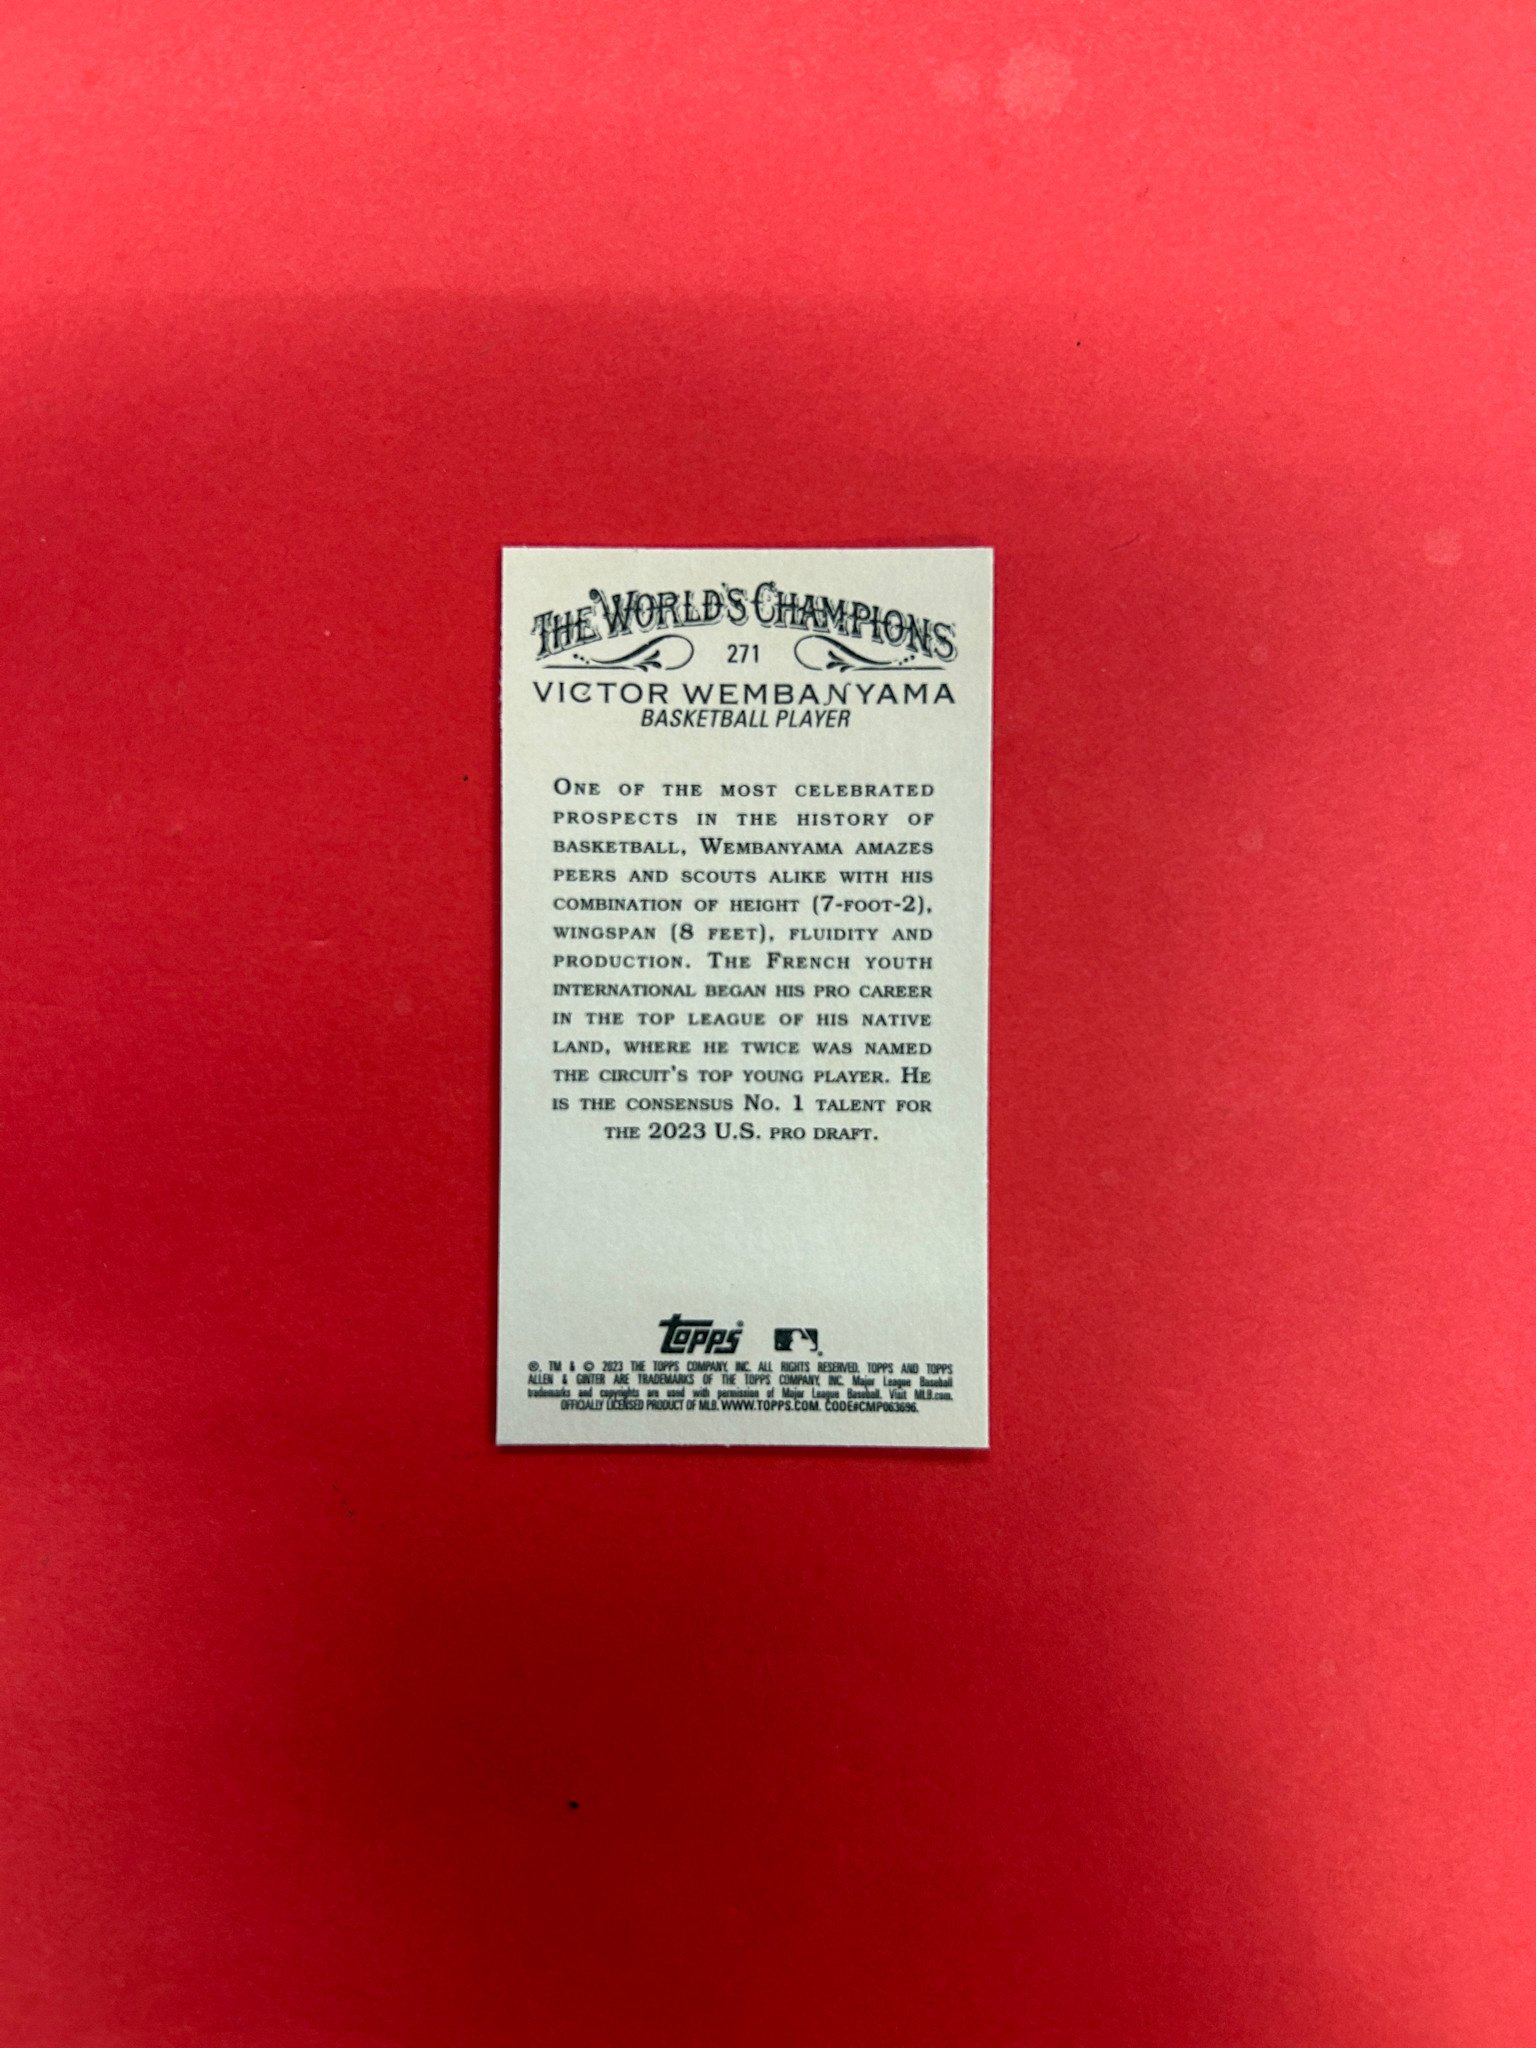 THE WORLD'S CHAMPIONS
271
VICTOR WEMBANYAMA
BASKETBALL PLAYER
ONE OF THE MOST CELEBRATED
PROSPECTS IN THE HISTORY OF
BASKETBALL, WEMBANYAMA AMAZES
PEERS AND SCOUTS ALIKE WITH HIS
COMBINATION OF HEIGHT (7-FOOT-2),
WINGSPAN (8 FEET), FLUIDITY AND
PRODUCTION. THE FRENCH YOUTH
INTERNATIONAL BEGAN HIS PRO CAREER
IN THE TOP LEAGUE OF HIS NATIVE
LAND, WHERE HE TWICE WAS NAMED
THE CIRCUIT'S TOP YOUNG PLAYER. HE
IS THE CONSENSUS NO. 1 TALENT FOR
THE 2023 U.S. PRO DRAFT.
Topps®
®, TM & © 2023 THE TOPPS COMPANY, INC. ALL RIGHTS RESERVED. TOPPS AND TOPPS
ALLEN & GINTER ARE TRADEMARKS OF THE TOPPS COMPANY, INC. Major League Baseball
trademarks and copyrights are used with permission of Major League Baseball. Visit MLB.com.
OFFICIALLY LICENSED PRODUCT OF MLB. WWW.TOPPS.COM. CODE#CMP063696.